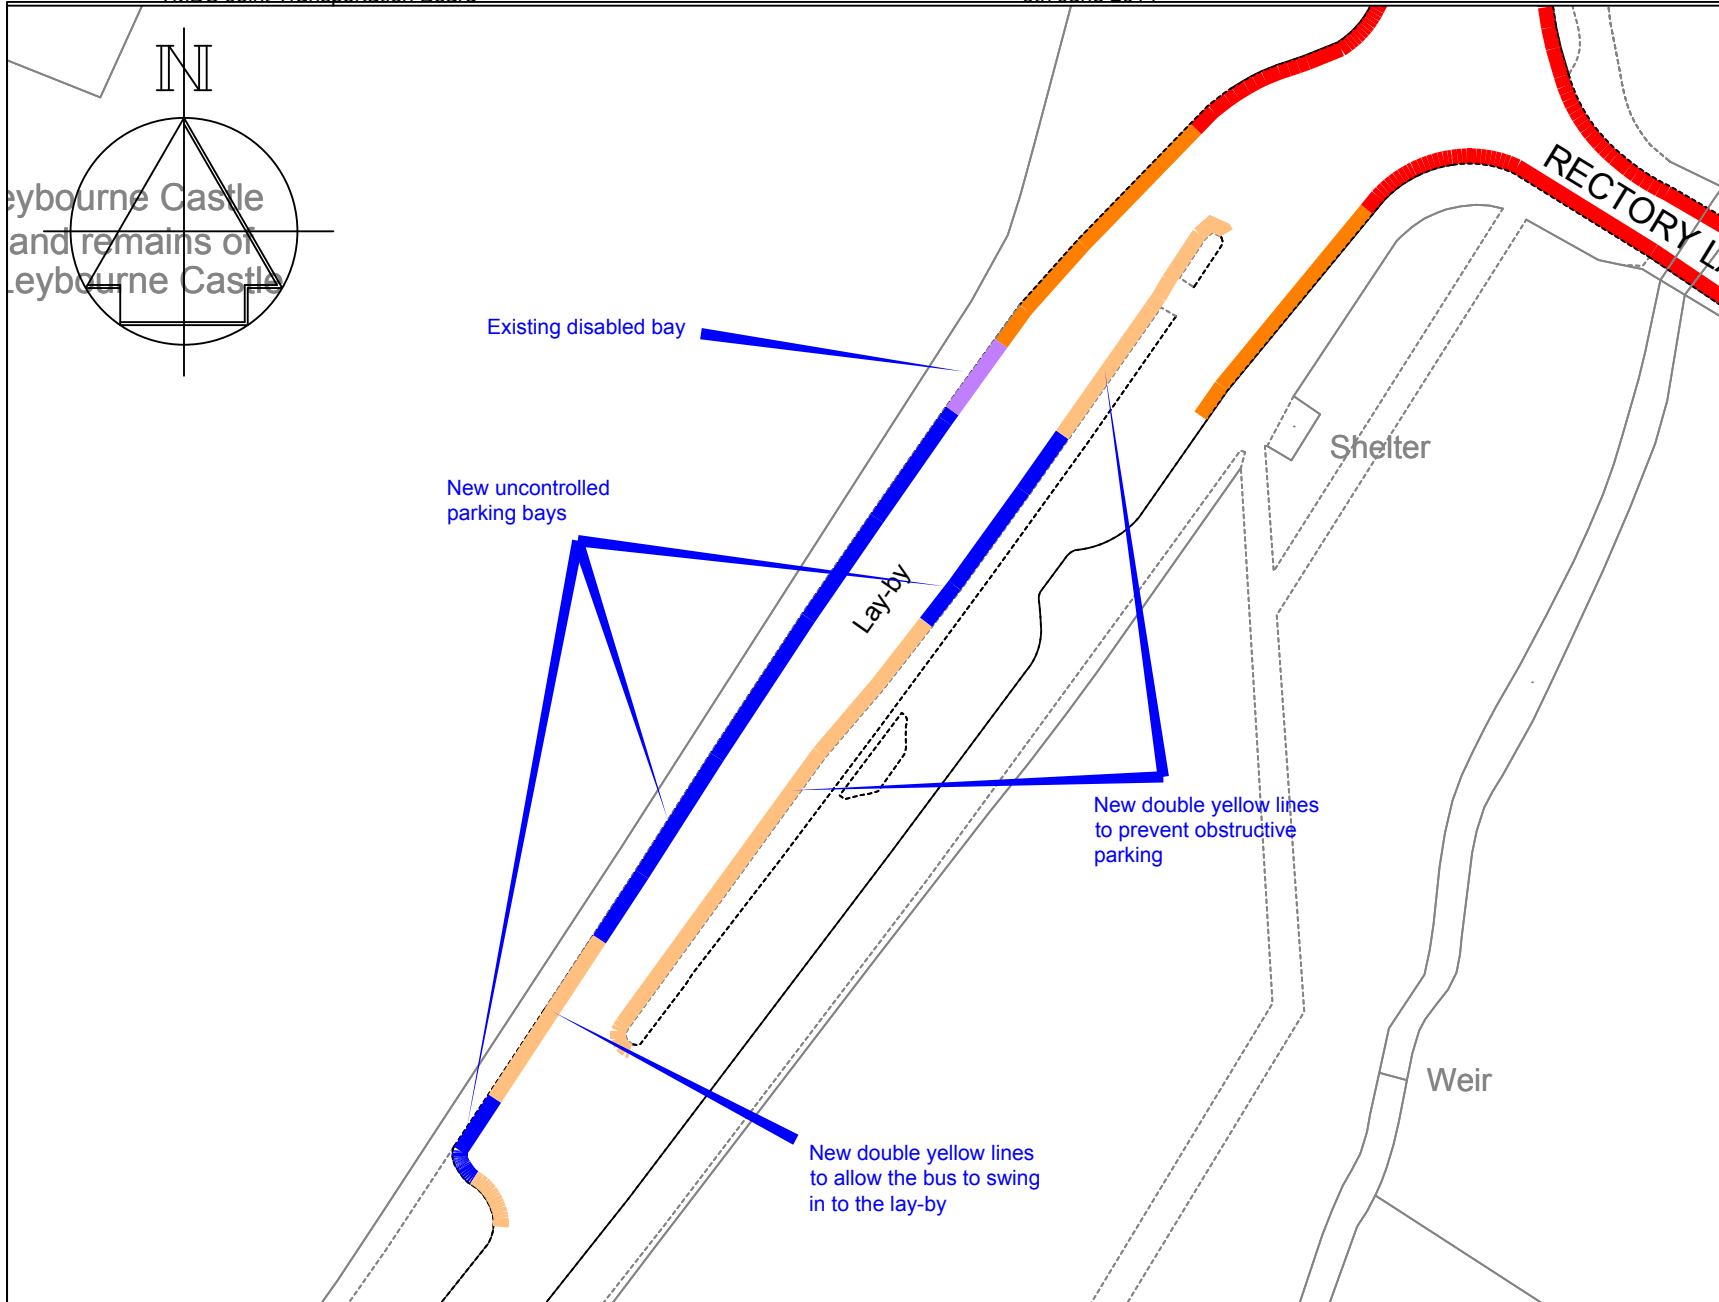 N
eybourne Castle
and remains of
eybourne Castle
RECTORY
Existing disabled bay
Shelter
New uncontrolled
parking bays
Lay-by
New double yellow lines
to prevent obstructive
parking
Weir
New double yellow lines
to allow the bus to swing
in to the lay-by